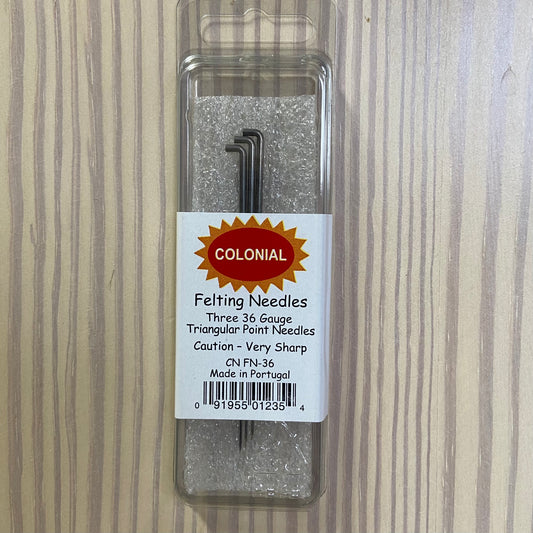 COLONIAL
Felting Needles
Three 36 Gauge
Triangular Point Needles
Caution – Very Sharp
CN FN-36
Made in Portugal
0 91955 01235 4